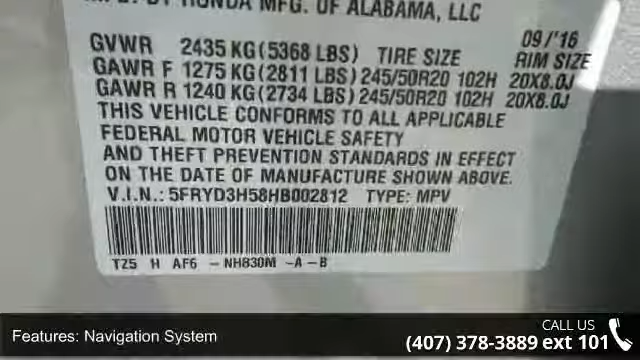 MFD. BY HONDA MFG. OF ALABAMA, LLC
09/'16
GVWR 2435 KG(5368 LBS) TIRE SIZE RIM SIZE
GAWR F 1275 KG(2811 LBS)245/50R20 102H 20X8.0J
GAWR R 1240 KG(2734 LBS)245/50R20 102H 20X8.0J
THIS VEHICLE CONFORMS TO ALL APPLICABLE
FEDERAL MOTOR VEHICLE SAFETY
AND THEFT PREVENTION STANDARDS IN EFFECT
ON THE DATE OF MANUFACTURE SHOWN ABOVE.
V.I.N.: 5FRYD3H58HB002812 TYPE: MPV
TZ5 H AF6 -NH830M -A-B
Features: Navigation System
CALL US
(407) 378-3889 ext 101